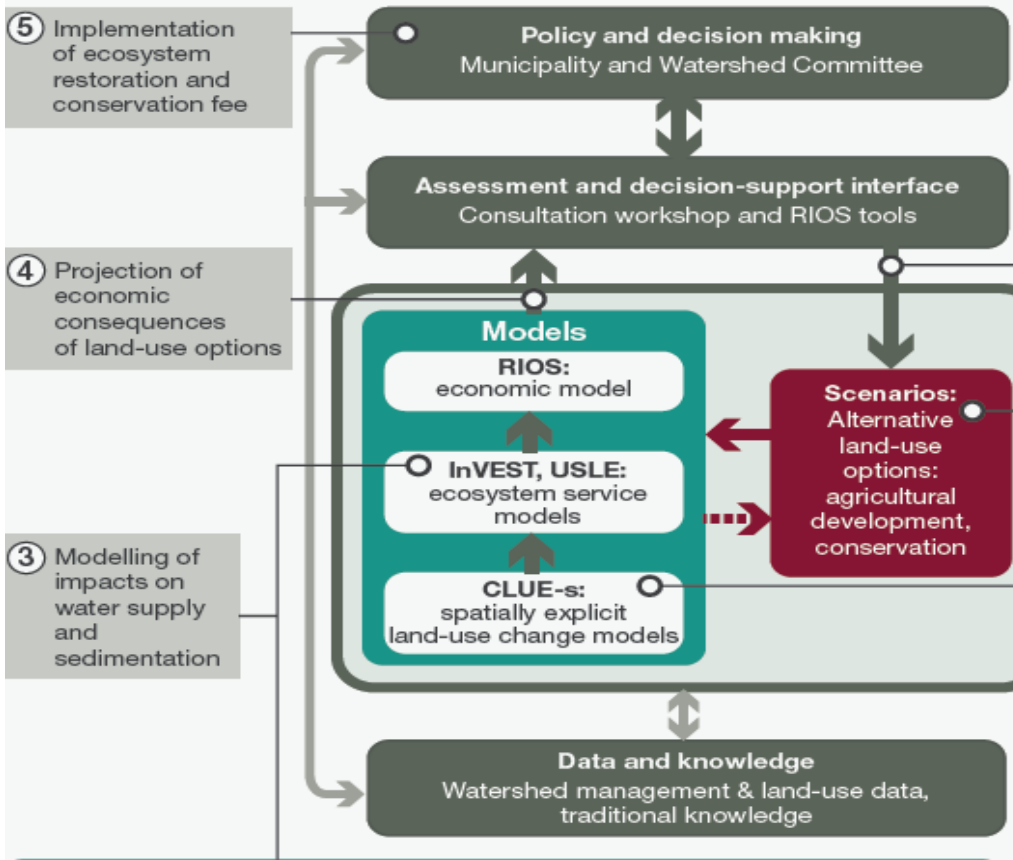 5 Implementation
of ecosystem
restoration and
conservation fee
Policy and decision making
Municipality and Watershed Committee
Assessment and decision-support interface
Consultation workshop and RIOS tools
4 Projection of
economic
consequences
of land-use options
Models
RIOS:
economic model
InVEST, USLE:
ecosystem service
models
CLUE-s:
spatially explicit
land-use change models
Scenarios:
Alternative
land-use
options:
agricultural
development,
conservation
3 Modelling of
impacts on
water supply
and
sedimentation
Data and knowledge
Watershed management & land-use data,
traditional knowledge